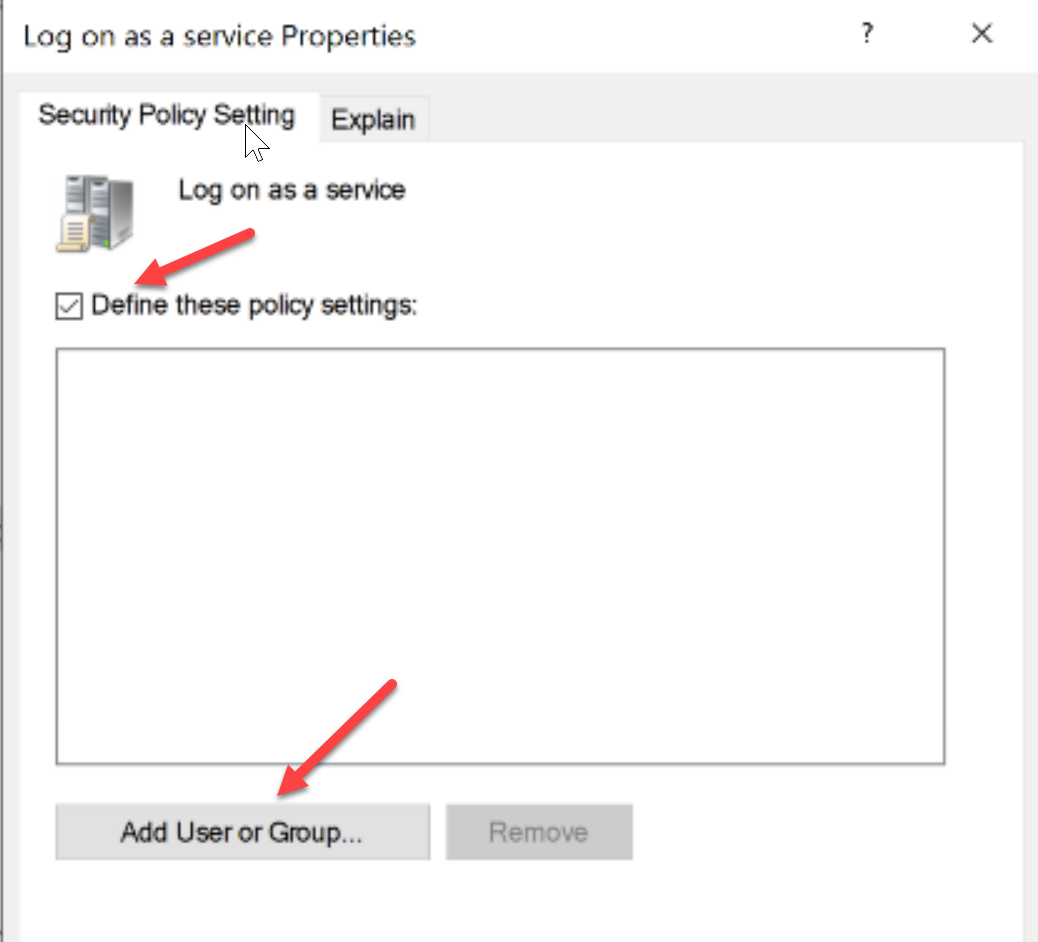 Log on as a service Properties
?
Security Policy Setting
Explain
Log on as a service
Define these policy settings:
Add User or Group...
Remove